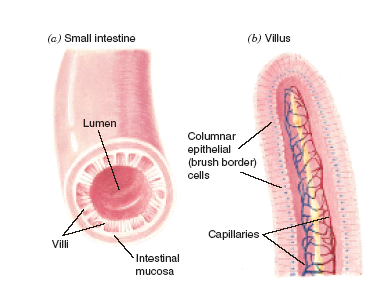 (a) Small intestine
(b) Villus
Lumen
Columnar
epithelial
(brush border)
cells
Capillaries
Villi
Intestinal
mucosa